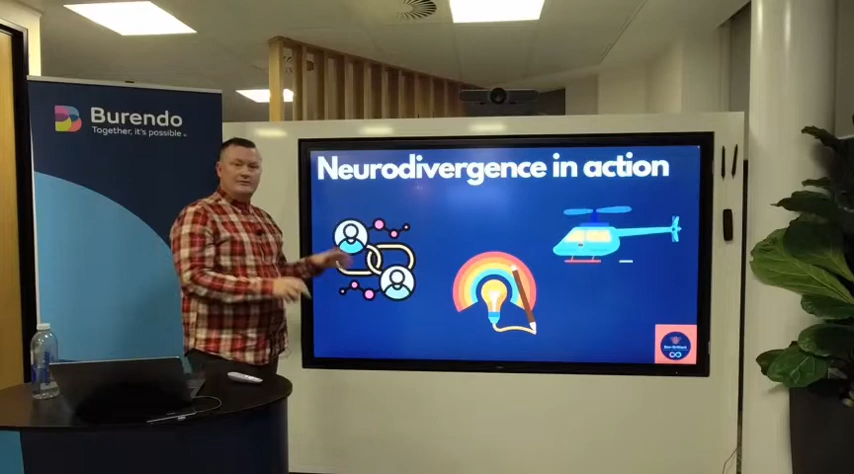 Burendo
Together, it's possible.
Neurodivergence in action